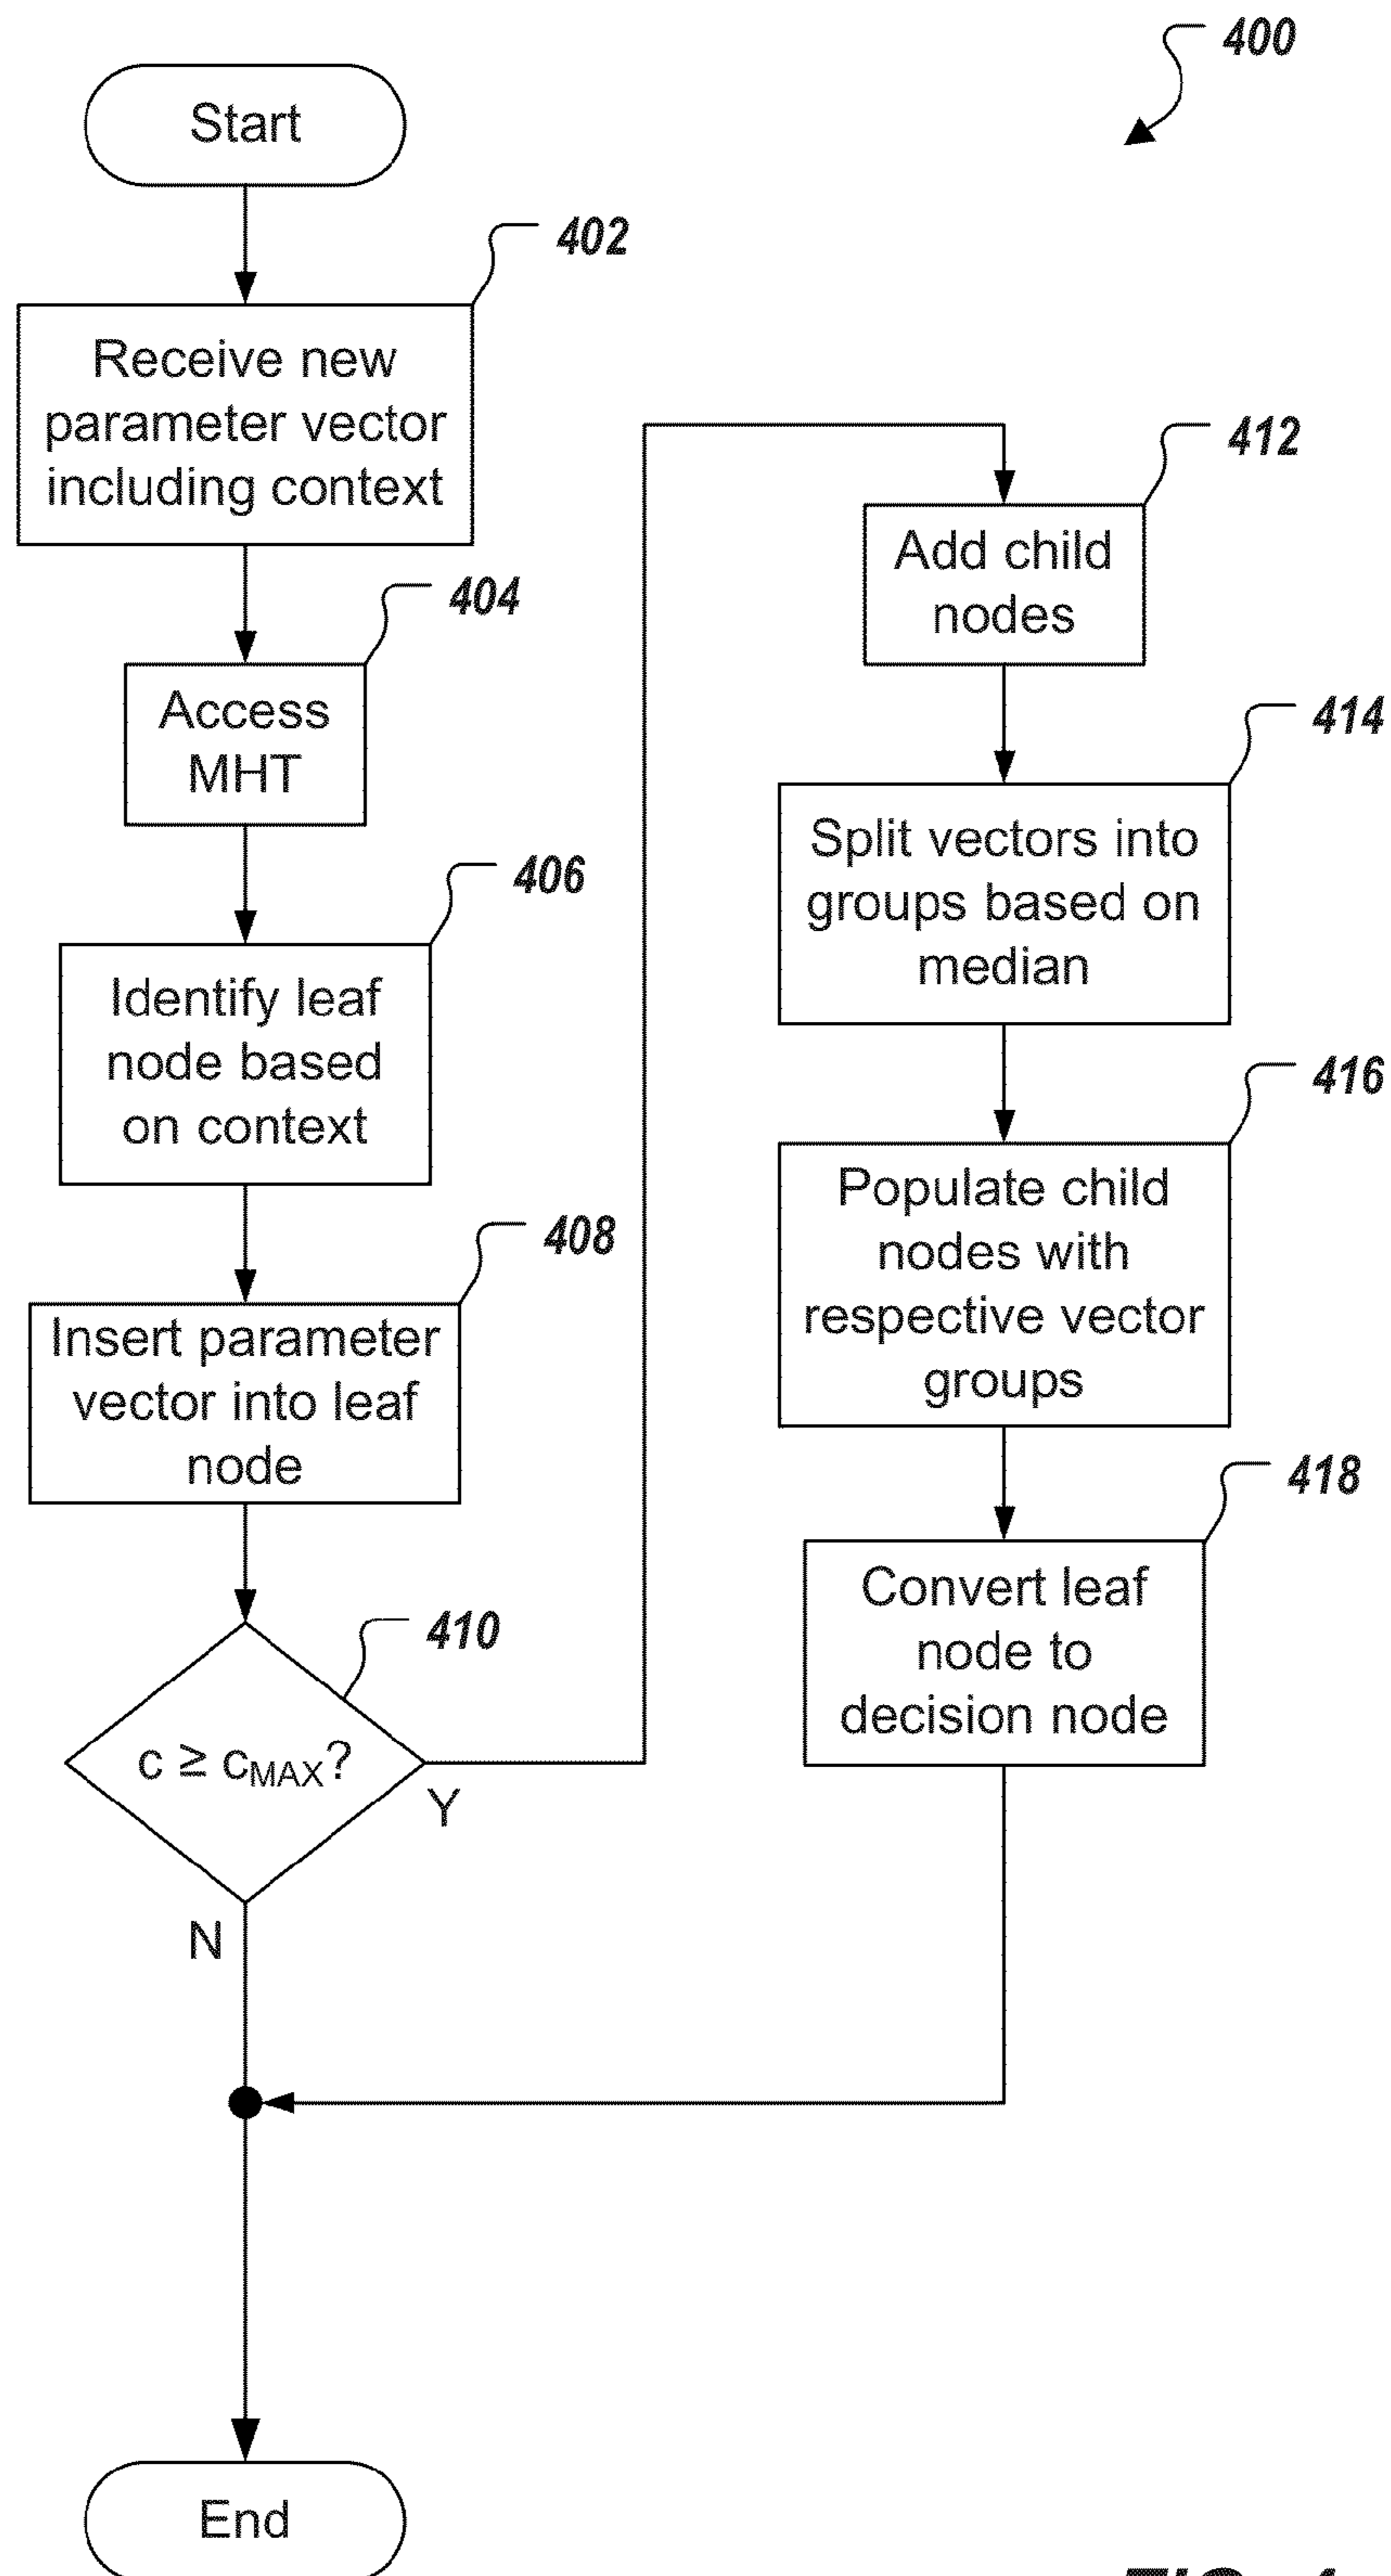 400
Start
402
Receive new
parameter vector
including context
404
Access
MHT
406
Identify leaf
node based
on context
408
Insert parameter
vector into leaf
node
410
c ≥ cMAX?
Y
N
412
Add child
nodes
414
Split vectors into
groups based on
median
416
Populate child
nodes with
respective vector
groups
418
Convert leaf
node to
decision node
End